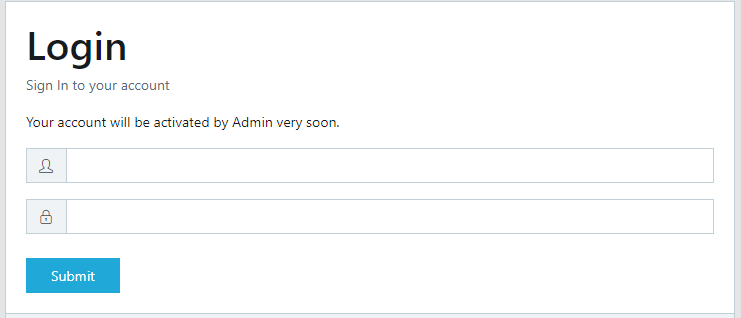 Login
Sign In to your account
Your account will be activated by Admin very soon.
Submit